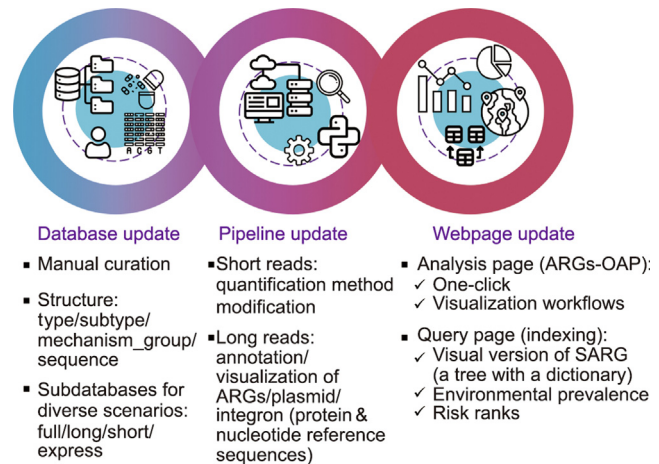 A C G T
Database update
▪ Manual curation
▪ Structure:
type/subtype/
mechanism_group/
sequence
▪ Subdatabases for
diverse scenarios:
full/long/short/
express
Pipeline update
▪Short reads:
quantification method
modification
▪Long reads:
annotation/
visualization of
ARGs/plasmid/
integron (protein &
nucleotide reference
sequences)
Webpage update
▪ Analysis page (ARGs-OAP):
✓ One-click
✓ Visualization workflows
▪ Query page (indexing):
✓ Visual version of SARG
(a tree with a dictionary)
✓ Environmental prevalence
✓ Risk ranks